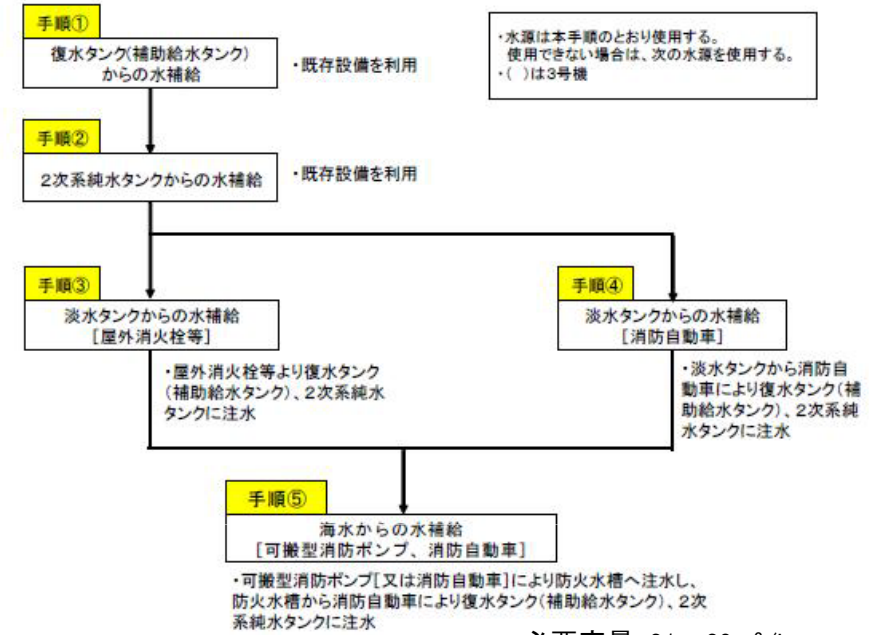 手順①
復水タンク(補助給水タンク)
からの水補給
・既存設備を利用
・水源は本手順のとおり使用する。
使用できない場合は、次の水源を使用する。
・( )は3号機
手順②
2次系純水タンクからの水補給
・既存設備を利用
手順③
淡水タンクからの水補給
[屋外消火栓等]
・屋外消火栓等より復水タンク
(補助給水タンク)、2次系純水
タンクに注水
手順④
淡水タンクからの水補給
[消防自動車]
・淡水タンクから消防自
動車により復水タンク(補
助給水タンク)、2次系純
水タンクに注水
手順⑤
海水からの水補給
[可搬型消防ポンプ、消防自動車]
・可搬型消防ポンプ[又は消防自動車]により防火水槽へ注水し、
防火水槽から消防自動車により復水タンク(補助給水タンク)、2次
系純水タンクに注水